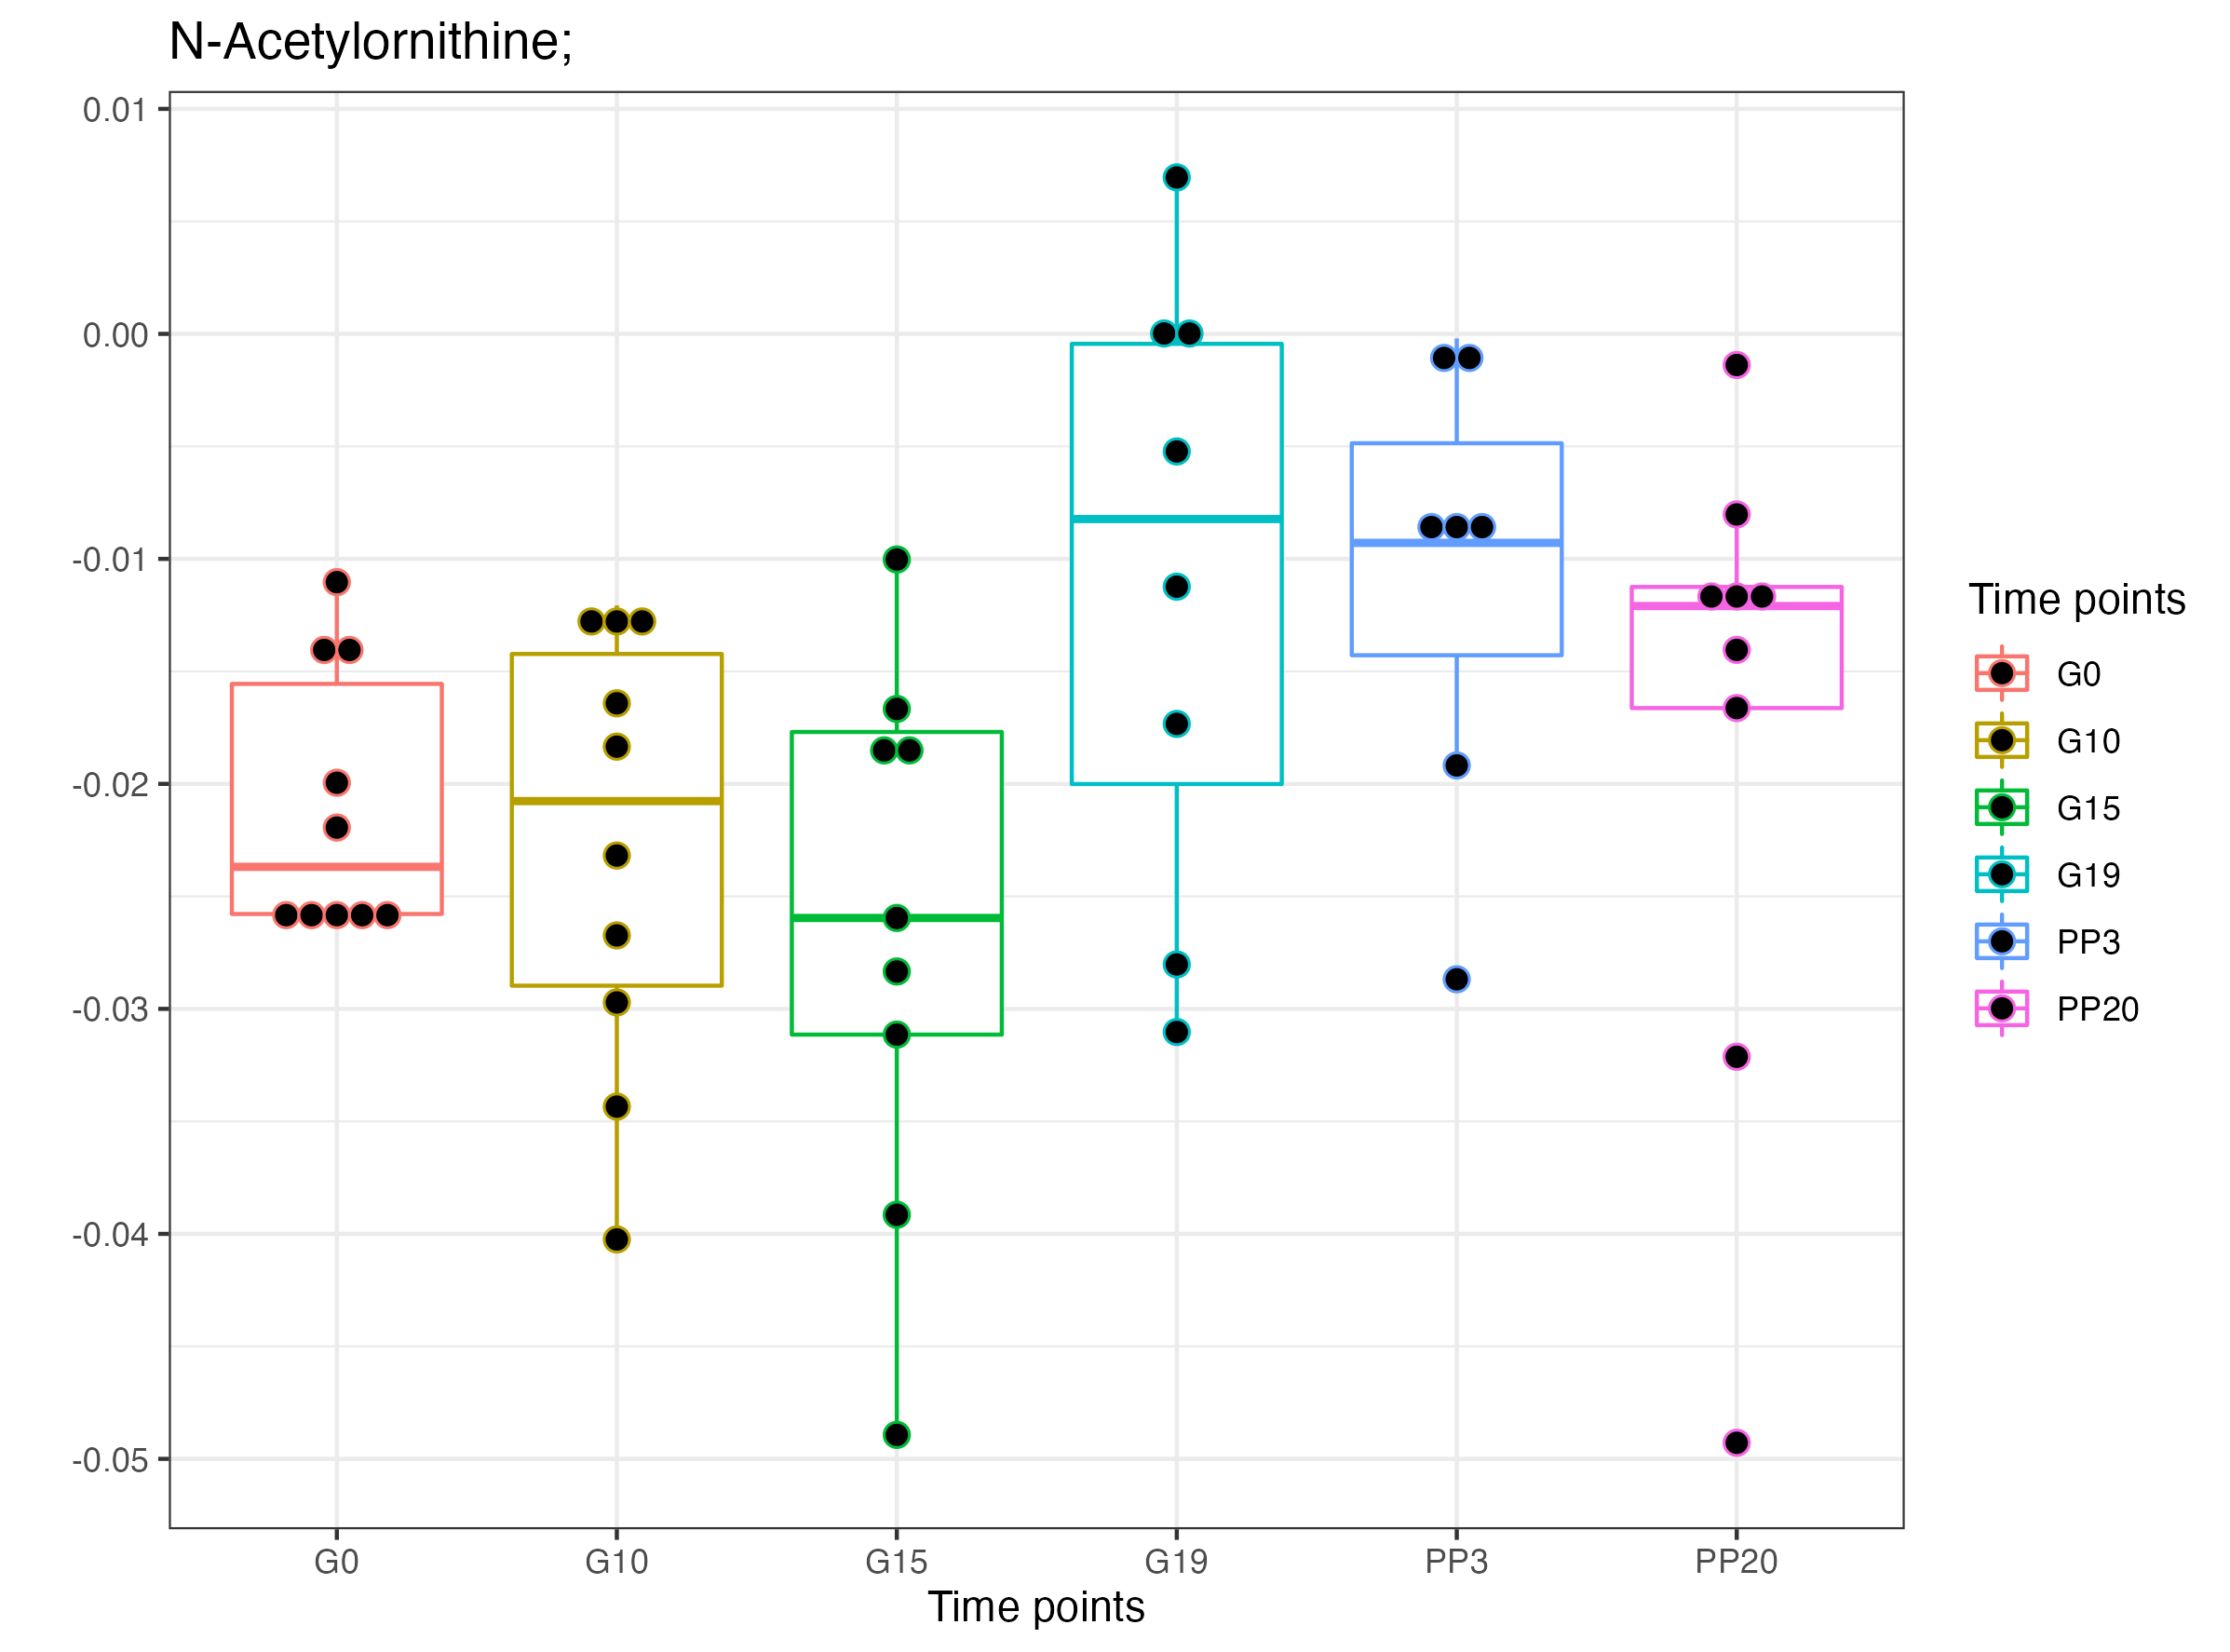 N-Acetylornithine;
0.01
0.00
-0.01
-0.02
-0.03
-0.04
-0.05
G0 G10 G15 G19 PP3 PP20
Time points
Time points
G0
G10
G15
G19
PP3
PP20